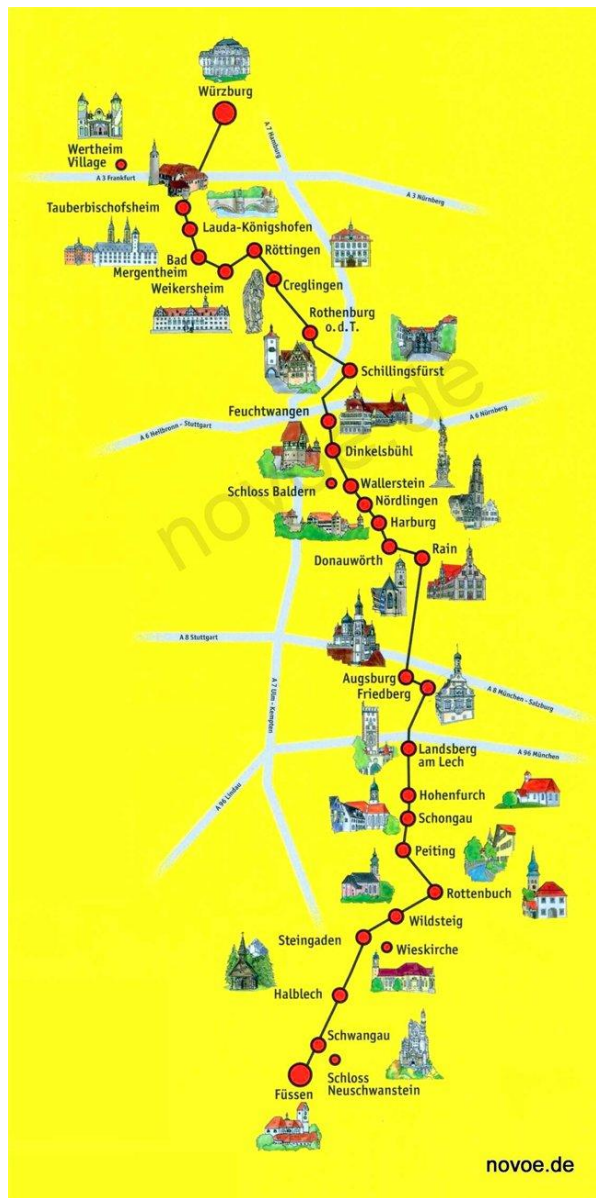 Würzburg
A 7 Hamburg
Wertheim
Village
A 3 Frankfurt
A 3 Nürnberg
Tauberbischofsheim
Lauda-Königshofen
Bad
Mergentheim
Röttingen
Weikersheim
Creglingen
Rothenburg
o.d.T.
Schillingsfürst
Feuchtwangen
A 6 Heilbronn - Stuttgart
A 6 Nürnberg
Dinkelsbühl
Schloss Baldern
Wallerstein
Nördlingen
Harburg
Donauwörth
Rain
novoe.de
A 8 Stuttgart
Augsburg
Friedberg
A 8 München - Salzburg
A 7 Ulm - Kempten
Landsberg
am Lech
A 96 München
A 96 Lindau
Hohenfurch
Schongau
Peiting
Rottenbuch
Wildsteig
Steingaden
Wieskirche
Halblech
Schwangau
Schloss
Neuschwanstein
Füssen
novoe.de